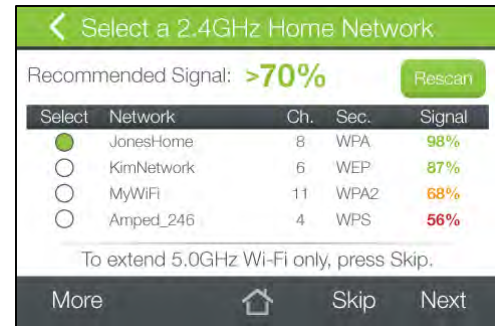 Select a 2.4GHz Home Network
Recommended Signal: >70% Rescan
Select Network Ch. Sec. Signal
JonesHome 8 WPA 98%
KimNetwork 6 WEP 87%
MyWiFi 11 WPA2 68%
Amped_246 4 WPS 56%
To extend 5.0GHz Wi-Fi only, press Skip.
More Skip Next